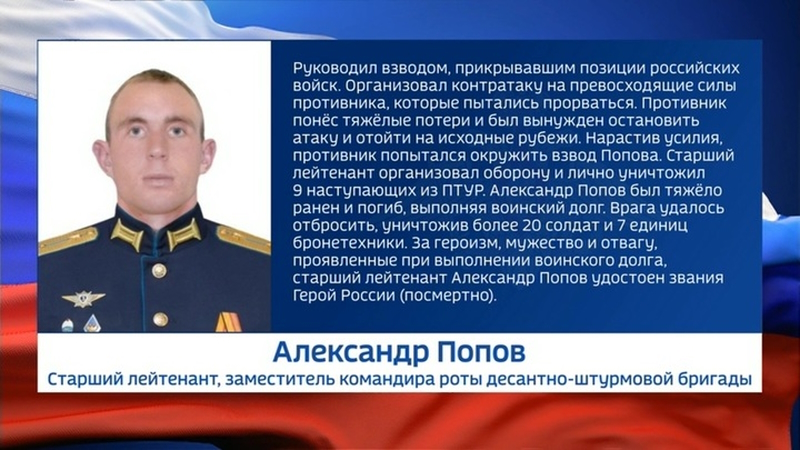 Руководил взводом, прикрывавшим позиции российских
войск. Организовал контратаку на превосходящие силы
противника, которые пытались прорваться. Противник
понёс тяжёлые потери и был вынужден остановить
атаку и отойти на исходные рубежи. Нарастив усилия,
противник попытался окружить взвод Попова. Старший
лейтенант организовал оборону и лично уничтожил
9 наступающих из ПТУР. Александр Попов был тяжёло
ранен и погиб, выполняя воинский долг. Врага удалось
отбросить, уничтожив более 20 солдат и 7 единиц
бронетехники. За героизм, мужество и отвагу,
проявленные при выполнении воинского долга,
старший лейтенант Александр Попов удостоен звания
Герой России (посмертно).
Александр Попов
Старший лейтенант, заместитель командира роты десантно-штурмовой бригады